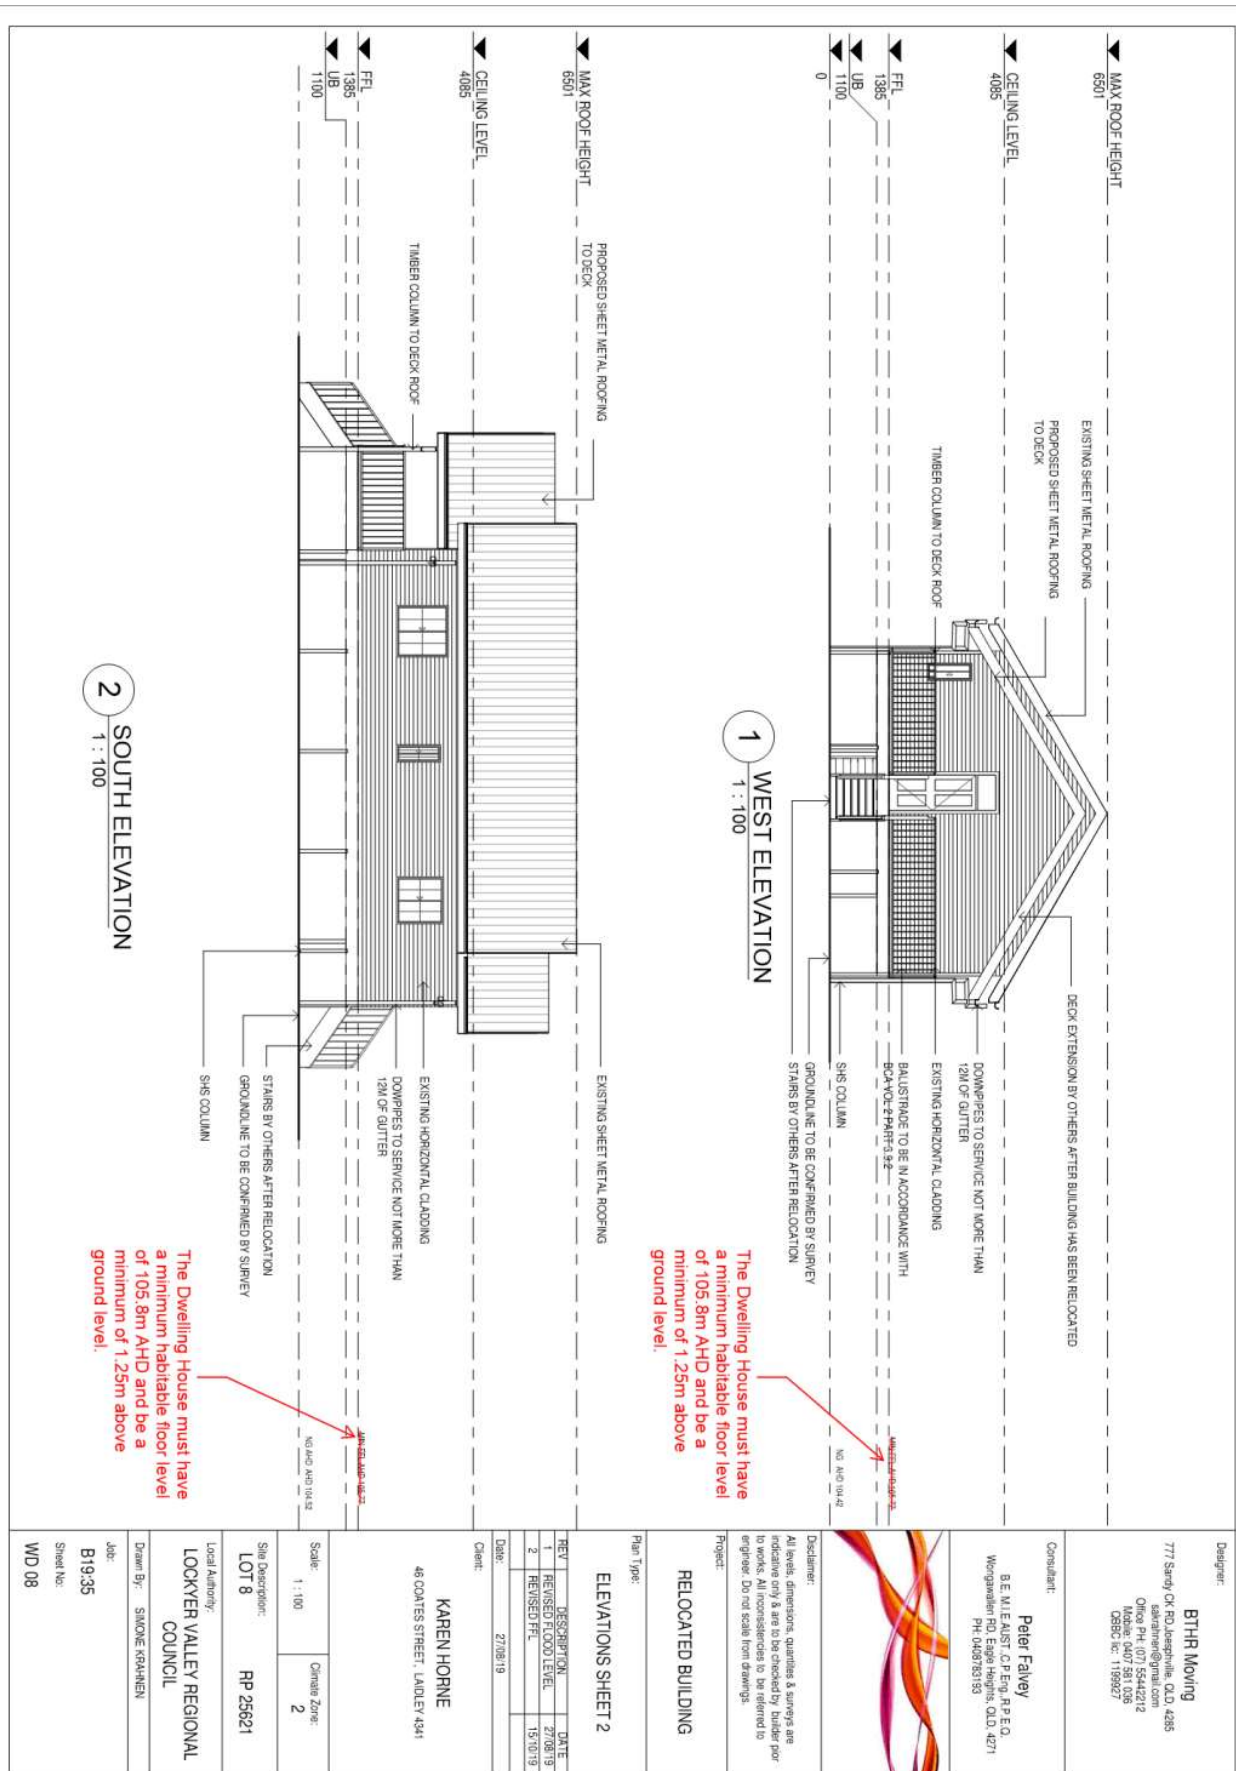 MAX ROOF HEIGHT
6501
CEILING LEVEL
4085
FFL
1385
UB
1100
0
EXISTING SHEET METAL ROOFING
PROPOSED SHEET METAL ROOFING
TO DECK
TIMBER COLUMN TO DECK ROOF
DECK EXTENSION BY OTHERS AFTER BUILDING HAS BEEN RELOCATED
DOWNPIPES TO SERVICE NOT MORE THAN
12M OF GUTTER
EXISTING HORIZONTAL CLADDING
BALUSTRADE TO BE IN ACCORDANCE WITH
BCA VOL 2 PART 3.9.2
SHS COLUMN
GROUNDLINE TO BE CONFIRMED BY SURVEY
STAIRS BY OTHERS AFTER RELOCATION
NG AHD 104.42
The Dwelling House must have
a minimum habitable floor level
of 105.8m AHD and be a
minimum of 1.25m above
ground level.
1
WEST ELEVATION
1 : 100
MAX ROOF HEIGHT
6501
CEILING LEVEL
4085
FFL
1385
UB
1100
PROPOSED SHEET METAL ROOFING
TO DECK
TIMBER COLUMN TO DECK ROOF
EXISTING SHEET METAL ROOFING
EXISTING HORIZONTAL CLADDING
DOWPIPES TO SERVICE NOT MORE THAN
12M OF GUTTER
STAIRS BY OTHERS AFTER RELOCATION
GROUNDLINE TO BE CONFIRMED BY SURVEY
SHS COLUMN
NG AHD AHD 104.52
The Dwelling House must have
a minimum habitable floor level
of 105.8m AHD and be a
minimum of 1.25m above
ground level.
2
SOUTH ELEVATION
1 : 100
Designer:
BTHR Moving
777 Sandy CK RD, Joesphville, QLD, 4285
sakrahnen@gmail.com
Office PH: (07) 55442212
Mobile: 0407 581 036
QBBC lic: 1199927
Consultant:
Peter Falvey
B.E. M.I.E.AUST. C.P.Eng. R.P.E.Q.
Wongawallen RD, Eagle Heights, QLD, 4271
PH: 0408783193
Disclaimer:
All levels, dimensions, quantites & surveys are
indicative only & are to be checked by builder pior
to works. All inconsistencies to be referred to
engineer. Do not scale from drawings.
Project:
RELOCATED BUILDING
Plan Type:
ELEVATIONS SHEET 2
REV DESCRIPTION DATE
1 REVISED FLOOD LEVEL 27/08/19
2 REVISED FFL 15/10/19
Date: 27/08/19
Client:
KAREN HORNE
46 COATES STREET, LAIDLEY 4341
Scale: 1 : 100
Climate Zone: 2
Site Description:
LOT 8 RP 25621
Local Authority:
LOCKYER VALLEY REGIONAL
COUNCIL
Drawn By: SIMONE KRAHNEN
Job:
B19:35
Sheet No:
WD 08